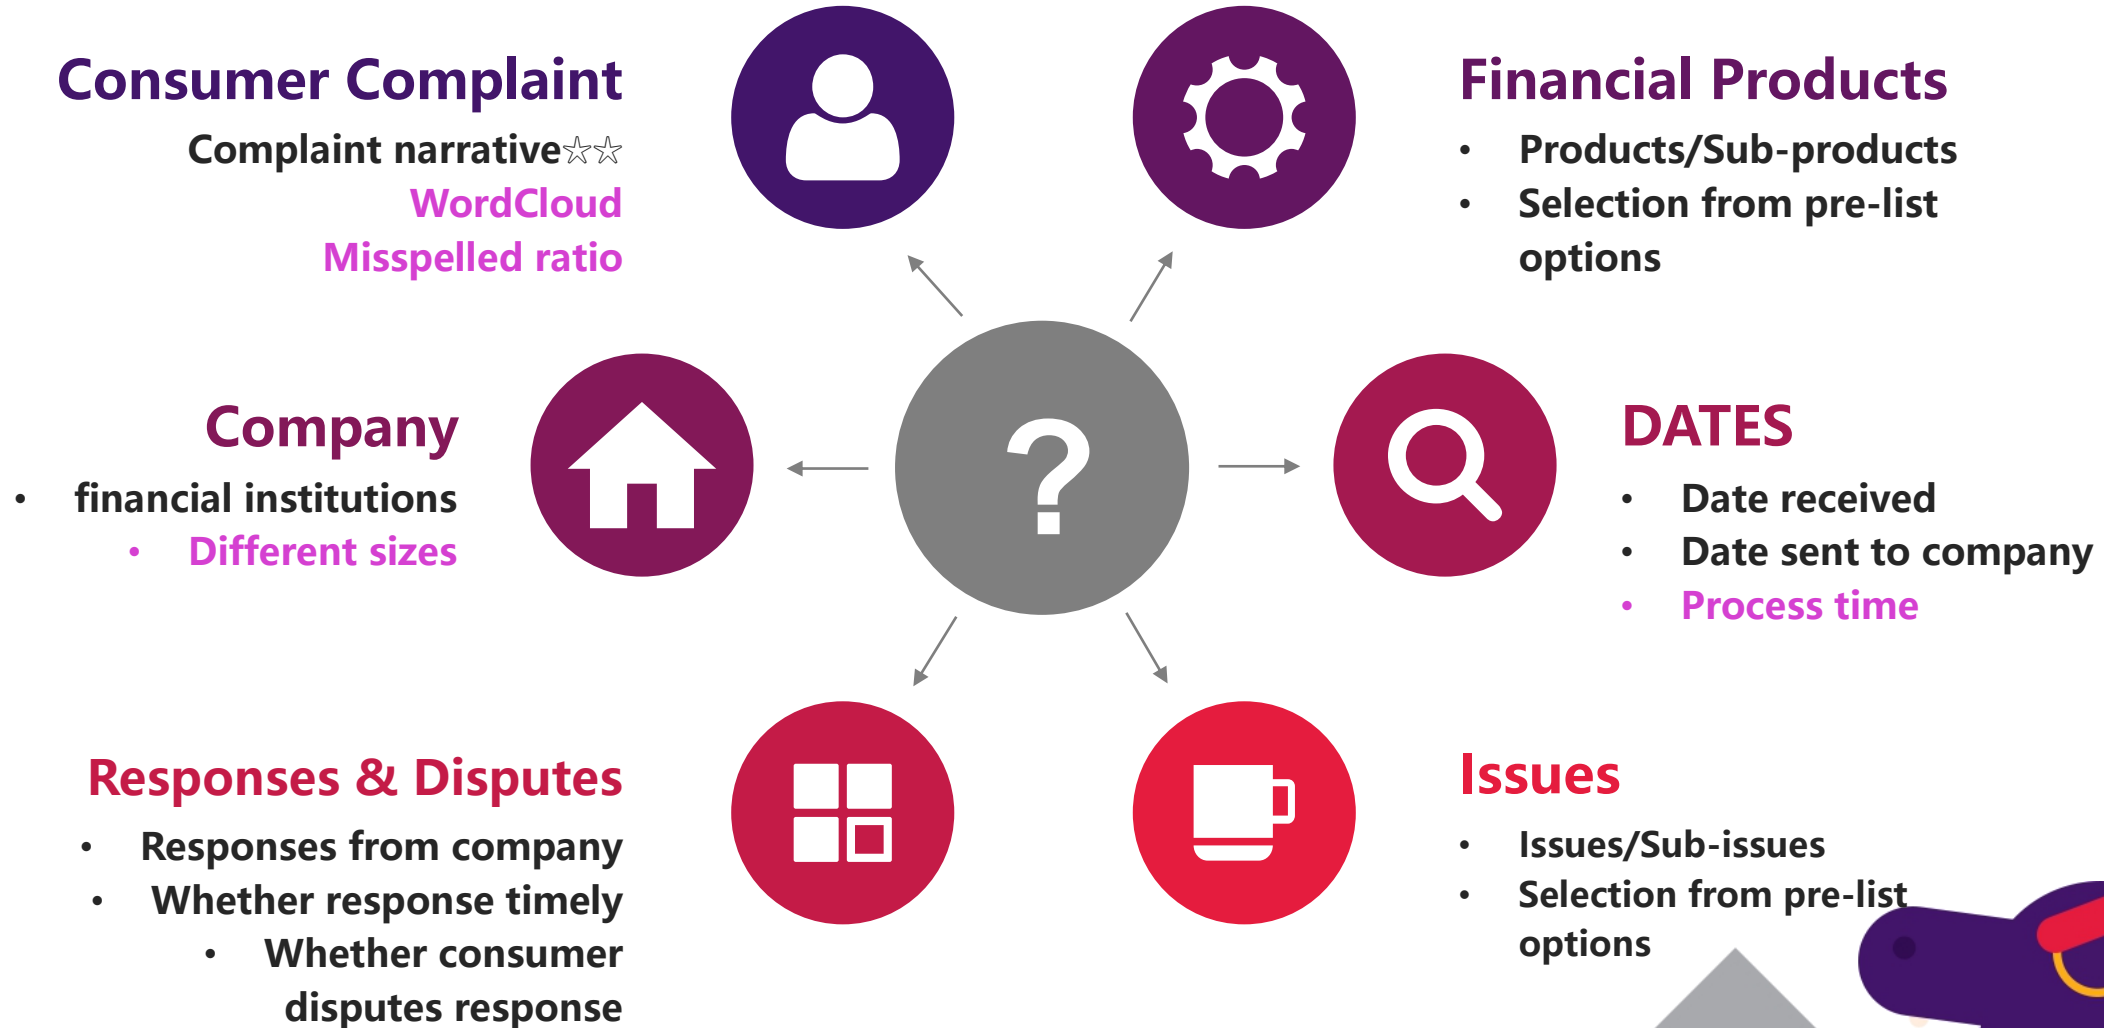 Consumer Complaint
Complaint narrative☆☆
WordCloud
Misspelled ratio
Financial Products
• Products/Sub-products
• Selection from pre-list
options
Company
• financial institutions
• Different sizes
?
DATES
• Date received
• Date sent to company
• Process time
Responses & Disputes
• Responses from company
• Whether response timely
• Whether consumer
disputes response
Issues
• Issues/Sub-issues
• Selection from pre-list
options